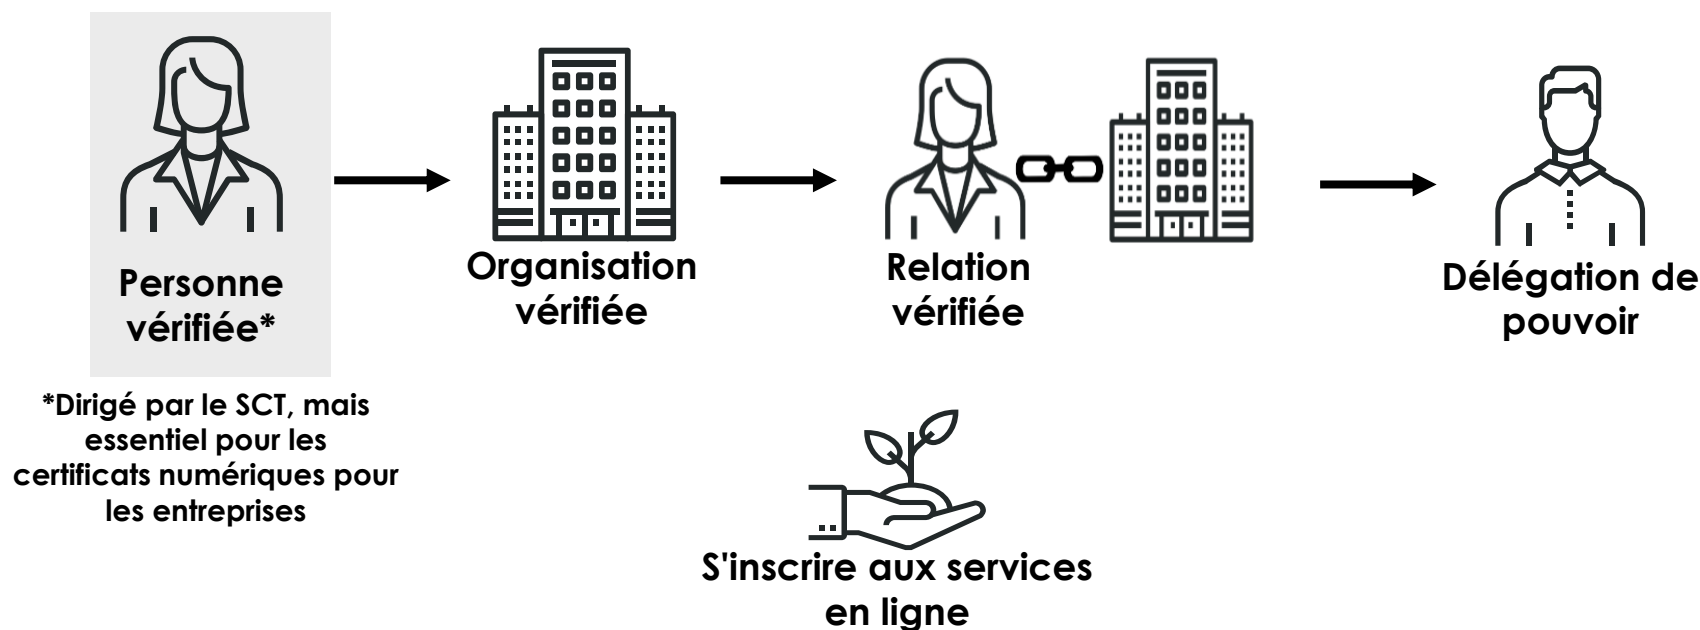 Personne
vérifiée*
Organisation
vérifiée
Relation
vérifiée
Délégation de
pouvoir
*Dirigé par le SCT, mais
essentiel pour les
certificats numériques pour
les entreprises
S'inscrire aux services
en ligne